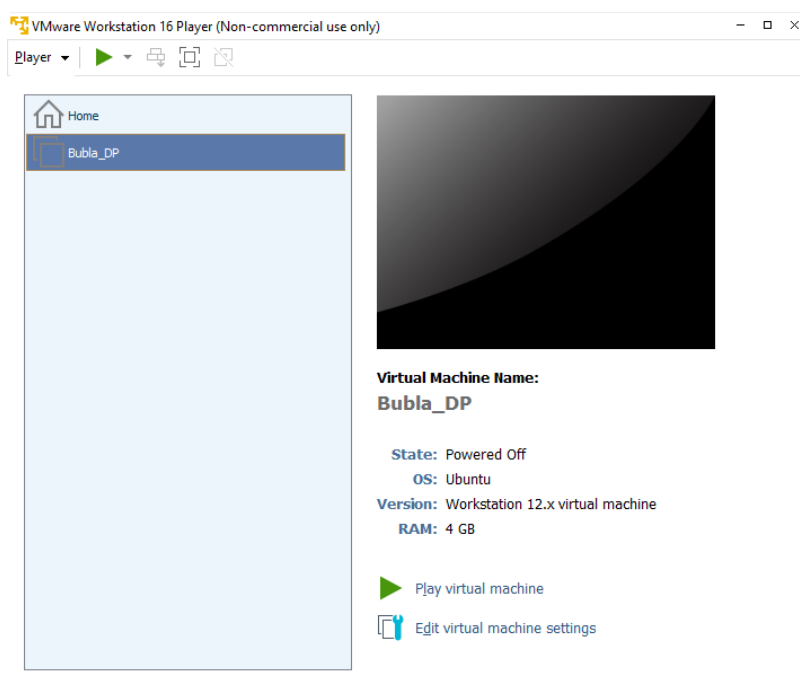 VMware Workstation 16 Player (Non-commercial use only)
Player
Home
Bubla_DP
Virtual Machine Name:
Bubla_DP
State: Powered Off
OS: Ubuntu
Version: Workstation 12.x virtual machine
RAM: 4 GB
Play virtual machine
Edit virtual machine settings